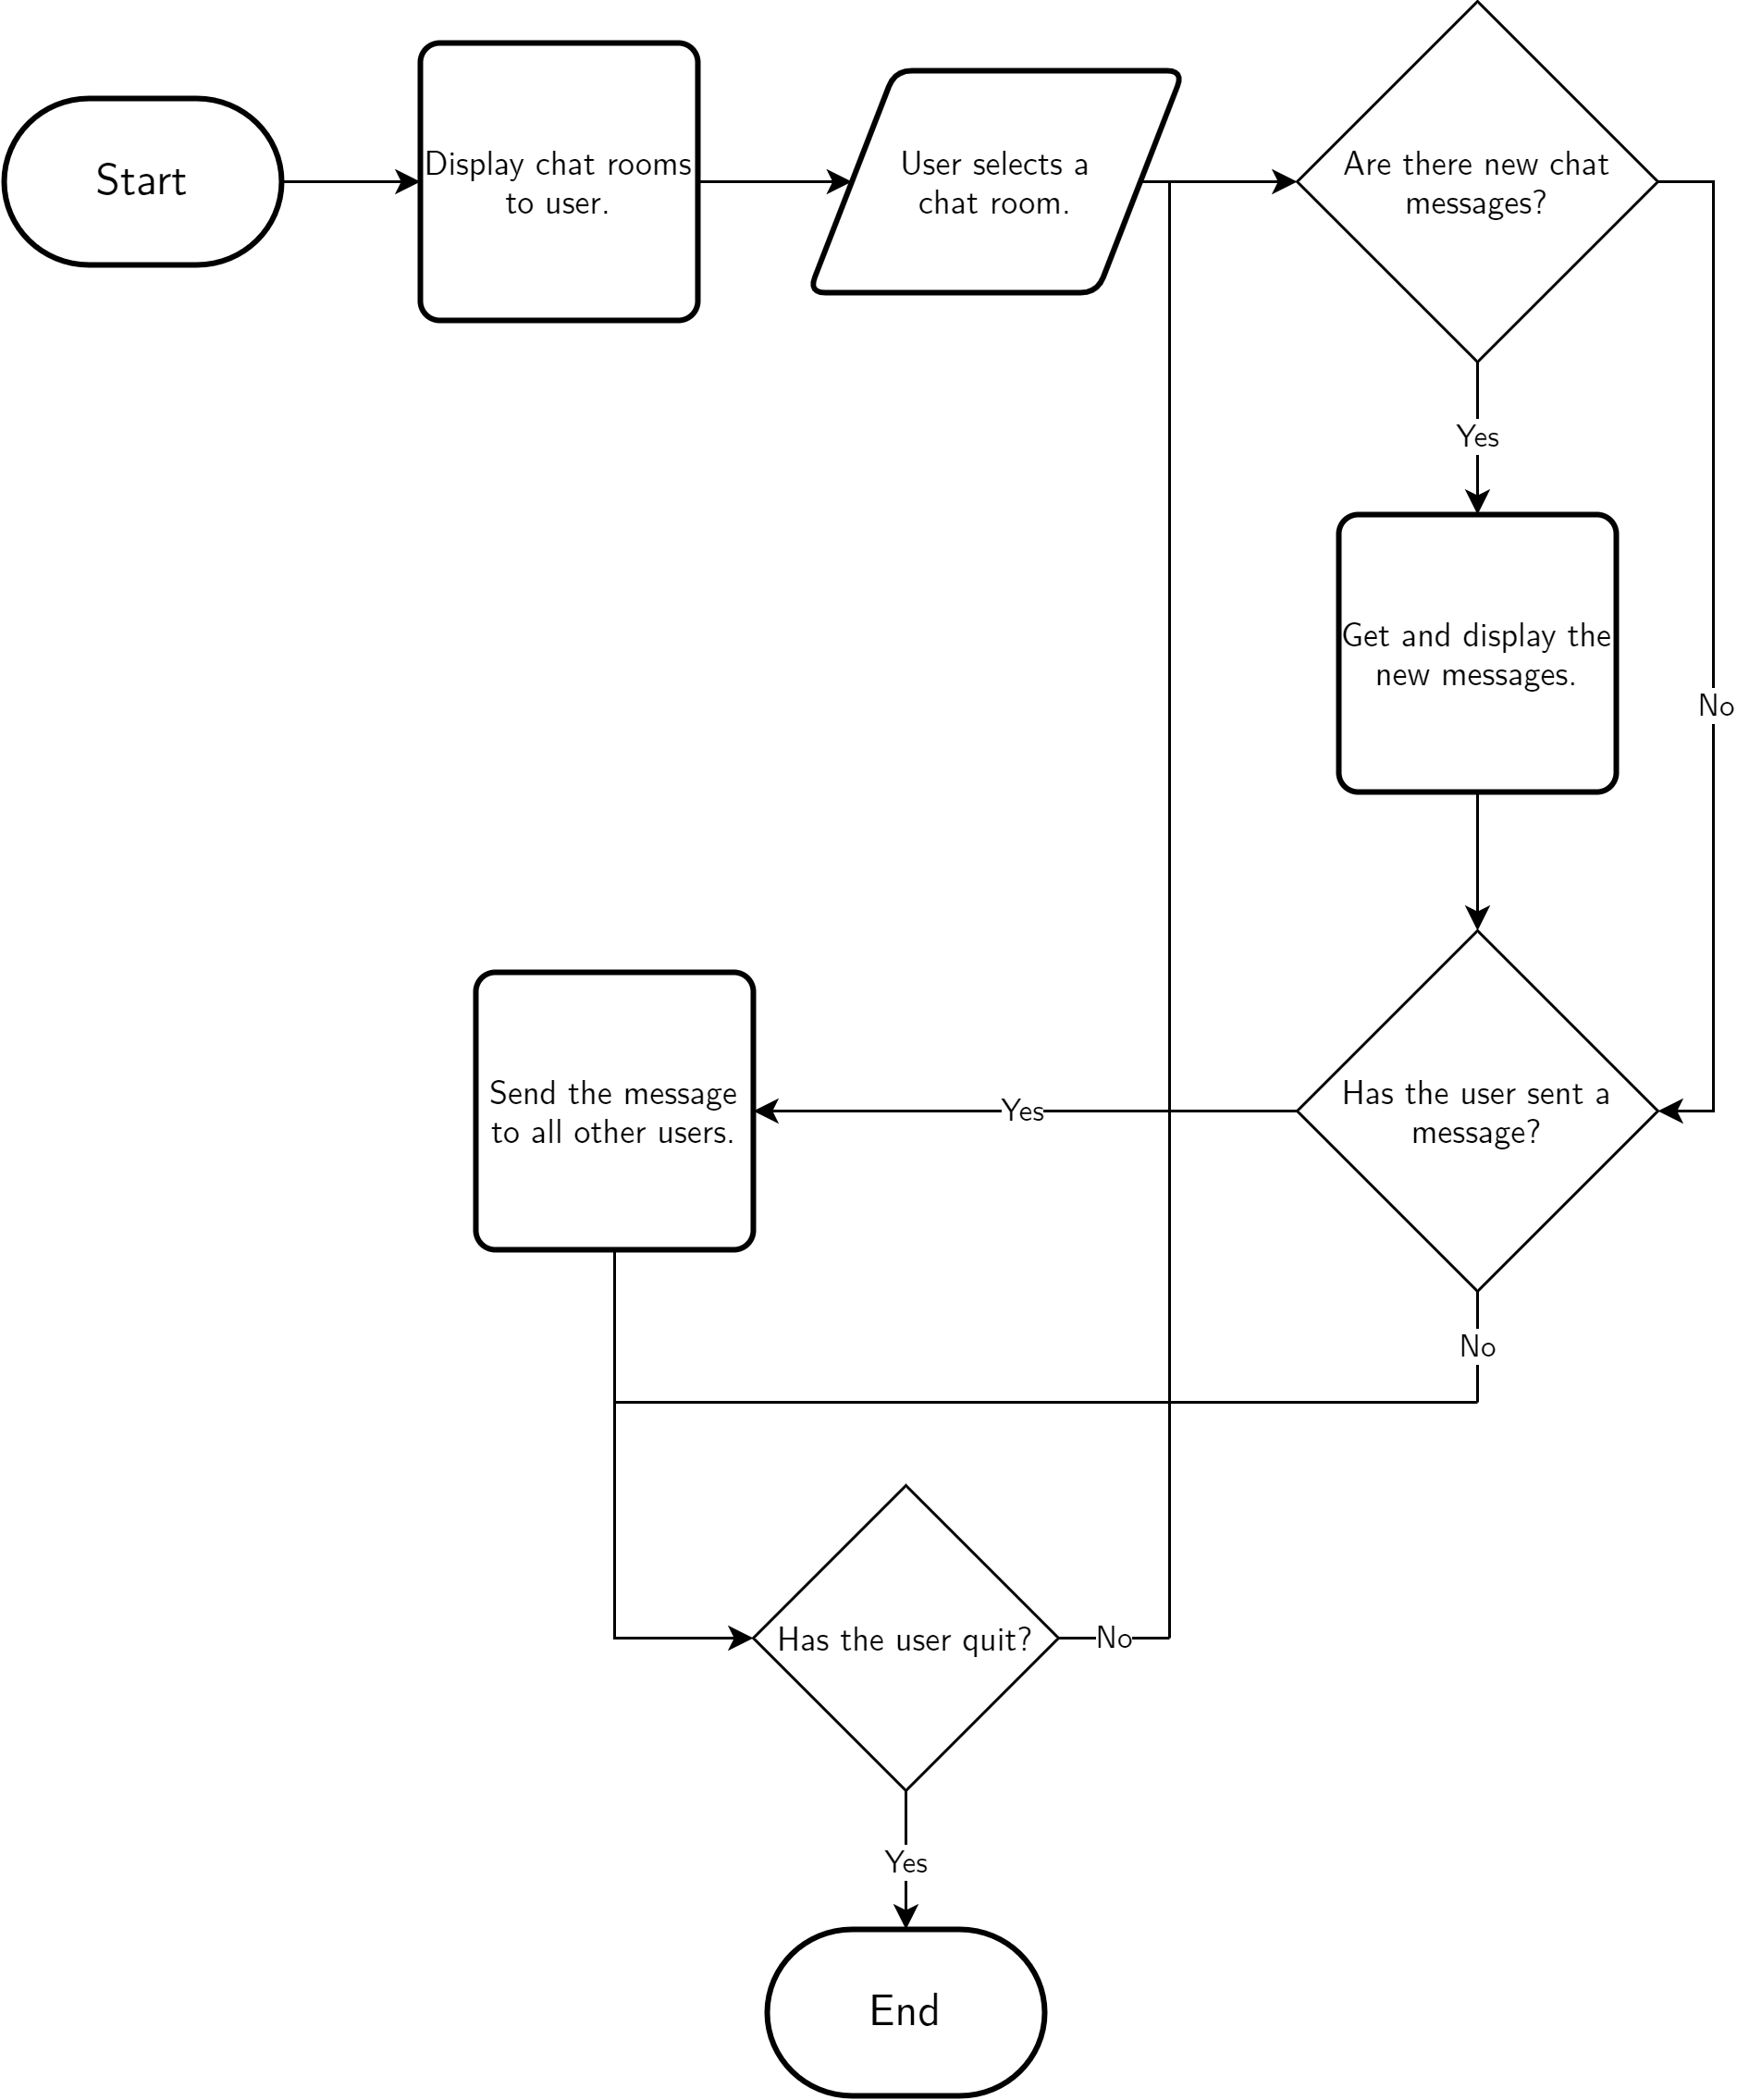 Start
Display chat rooms
to user.
User selects a
chat room.
Are there new chat
messages?
Yes
Get and display the
new messages.
No
Has the user sent a
message?
Yes
Send the message
to all other users.
No
Has the user quit?
No
Yes
End